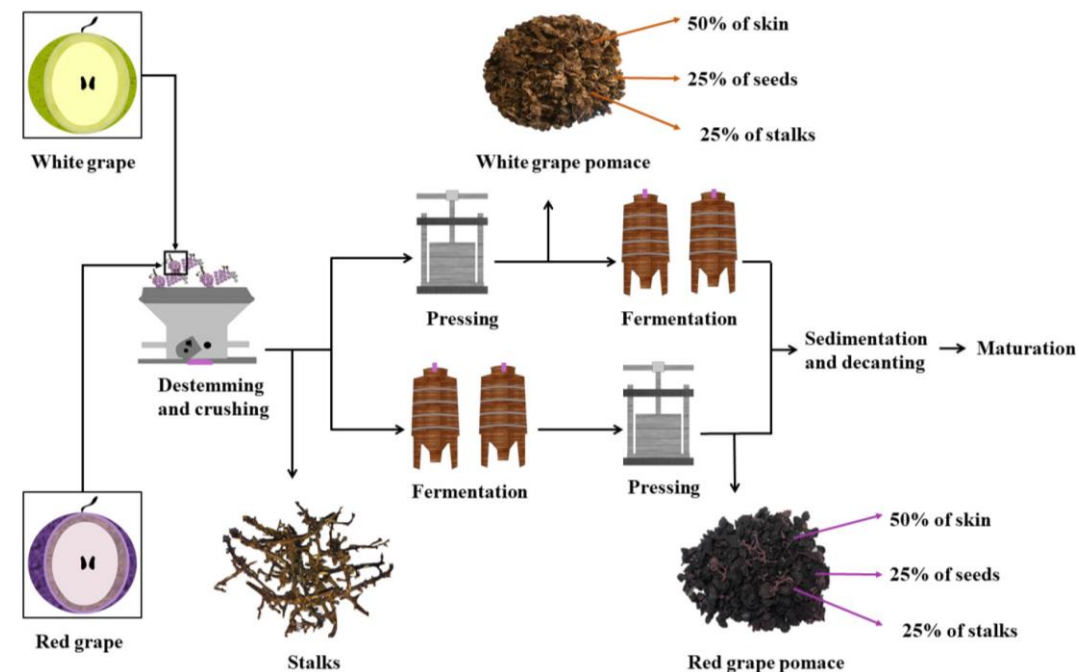 50% of skin
25% of seeds
25% of stalks
White grape
White grape pomace
Pressing
Fermentation
Sedimentation
and decanting
Maturation
Destemming
and crushing
Fermentation
Pressing
50% of skin
25% of seeds
25% of stalks
Red grape
Stalks
Red grape pomace